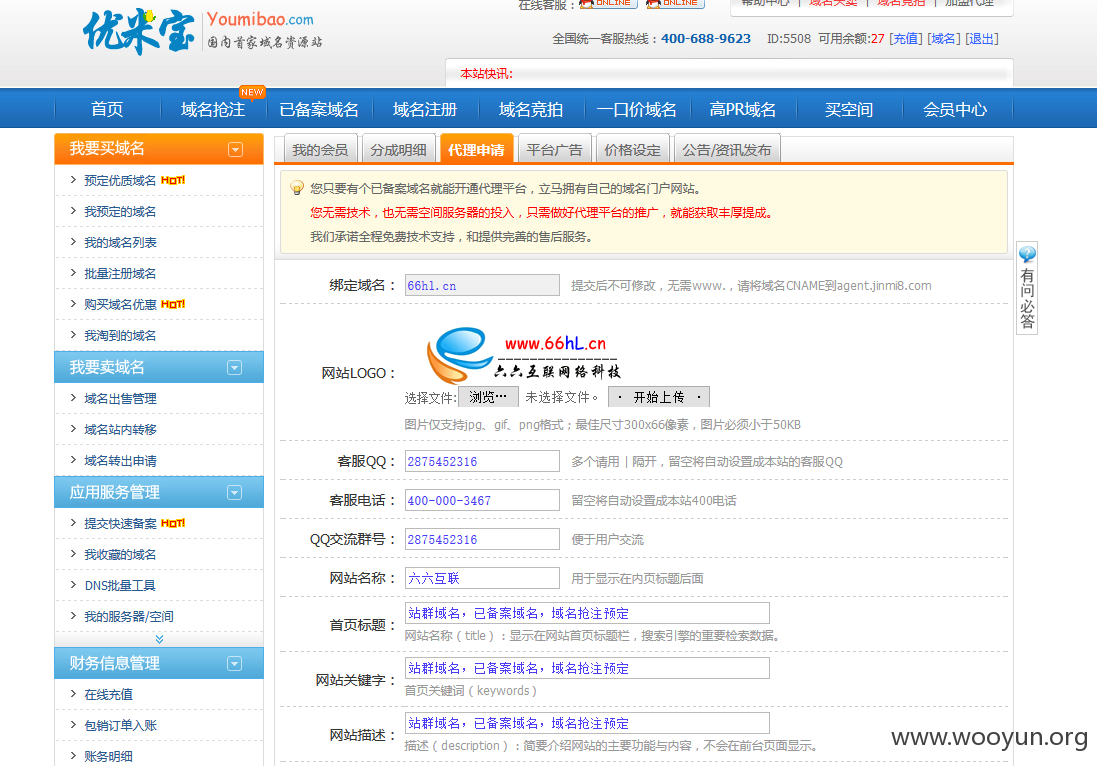 在线客服： ONLINE ONLINE
帮助中心 | 域名买卖 | 域名竞拍 | 加盟代理
优米宝 Youmibao.com
国内首家域名资源站
全国统一客服热线：400-688-9623 ID:5508 可用余额:27 [充值] [域名] [退出]
本站快讯:
首页 域名抢注 NEW 已备案域名 域名注册 域名竞拍 一口价域名 高PR域名 买空间 会员中心
我要买域名
预定优质域名 HOT!
我预定的域名
我的域名列表
批量注册域名
购买域名优惠 HOT!
我淘到的域名
我要卖域名
域名出售管理
域名站内转移
域名转出申请
应用服务管理
提交快速备案 HOT!
我收藏的域名
DNS批量工具
我的服务器/空间
财务信息管理
在线充值
包销订单入账
账务明细
我的会员 分成明细 代理申请 平台广告 价格设定 公告/资讯发布
您只要有个已备案域名就能开通代理平台，立马拥有自己的域名门户网站。
您无需技术，也无需空间服务器的投入，只需做好代理平台的推广，就能获取丰厚提成。
我们承诺全程免费技术支持，和提供完善的售后服务。
绑定域名： 66hl.cn 提交后不可修改，无需www.，请将域名CNAME到agent.jinmi8.com
网站LOGO： www.66hL.cn
六六互联网络科技
选择文件: 浏览… 未选择文件。 · 开始上传 ·
图片仅支持jpg、gif、png格式；最佳尺寸300x66像素，图片必须小于50KB
客服QQ： 2875452316 多个请用 | 隔开，留空将自动设置成本站的客服QQ
客服电话： 400-000-3467 留空将自动设置成本站400电话
QQ交流群号： 2875452316 便于用户交流
网站名称： 六六互联 用于显示在内页标题后面
首页标题： 站群域名，已备案域名，域名抢注预定
网站名称（title）：显示在网站首页标题栏，搜索引擎的重要检索数据。
网站关键字： 站群域名，已备案域名，域名抢注预定
首页关键词（keywords）
网站描述： 站群域名，已备案域名，域名抢注预定
描述（description）：简要介绍网站的主要功能与内容，不会在前台页面显示。
有问必答
www.wooyun.org